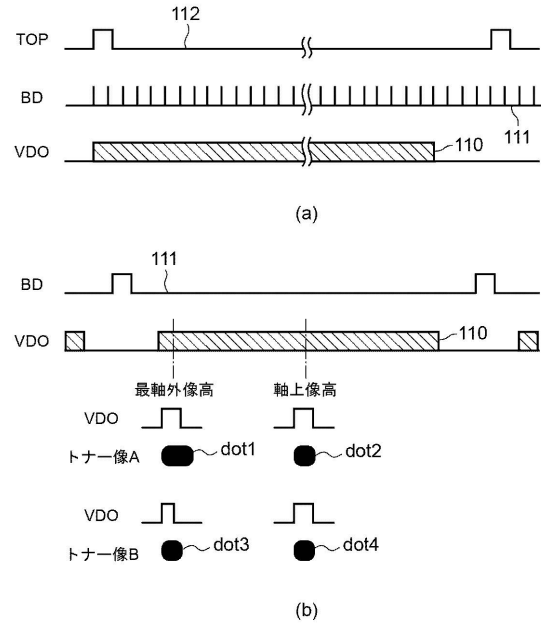 112
TOP
BD
111
VDO
110
(a)
BD
111
VDO
110
最軸外像高 軸上像高
VDO
トナー像A dot1 dot2
VDO
トナー像B dot3 dot4
(b)